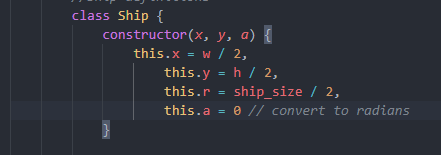 class Ship {
constructor(x, y, a) {
this.x = w / 2,
this.y = h / 2,
this.r = ship_size / 2,
this.a = 0 // convert to radians
}